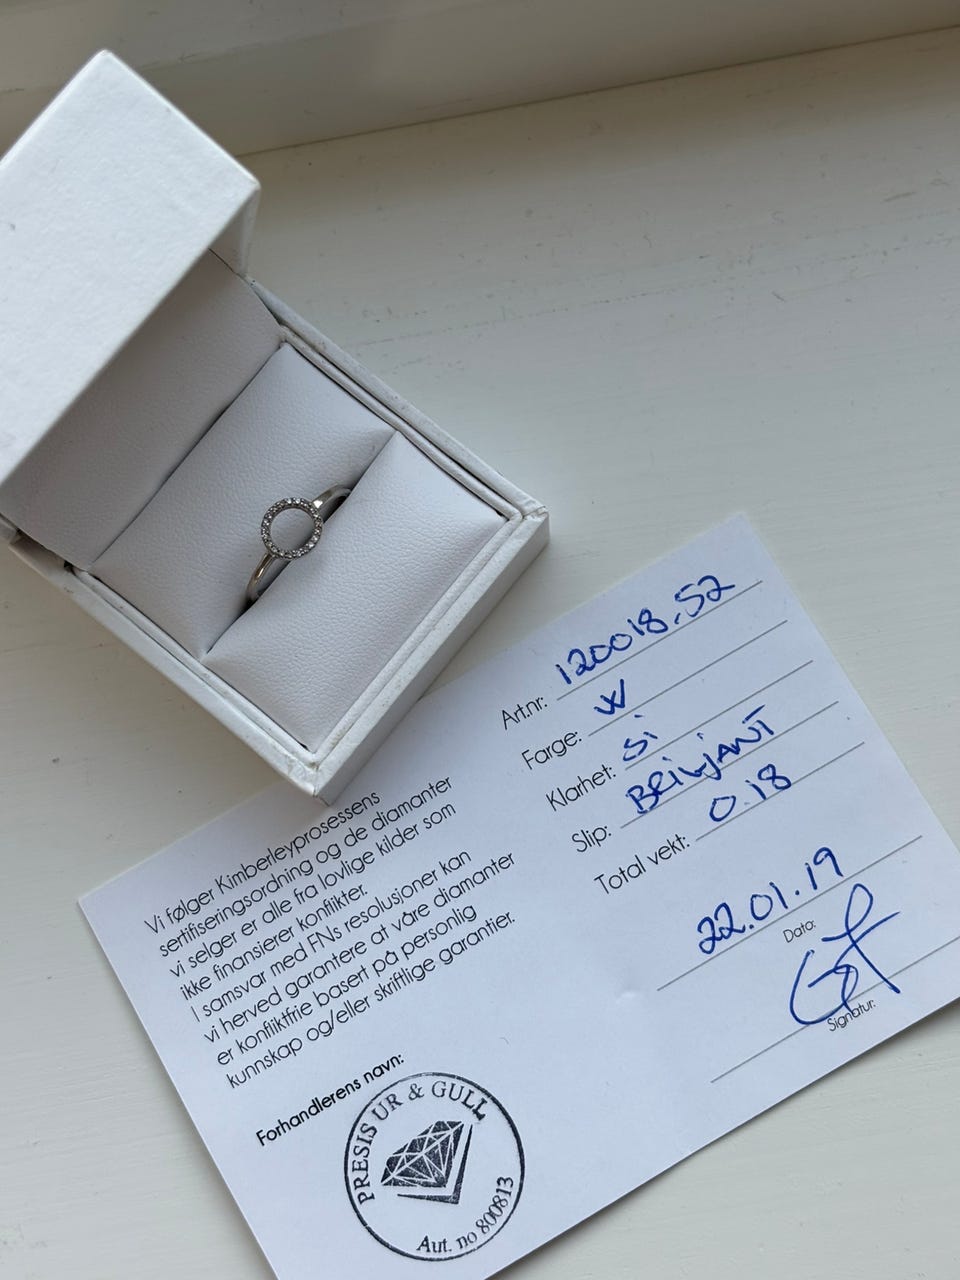 Art.nr: 120018.52
Farge: W
Klarhet: Si
Slip: BRILJANT
Total vekt: 0.18
22.01.19
Dato:
Signatur:
Vi følger Kimberleyprosessens
sertifiseringsordning og de diamanter
vi selger er alle fra lovlige kilder som
ikke finansierer konflikter.
I samsvar med FNs resolusjoner kan
vi herved garantere at våre diamanter
er konfliktfrie basert på personlig
kunnskap og/eller skriftlige garantier.
Forhandlerens navn:
PRESIS UR & GULL
Aut. no 800813